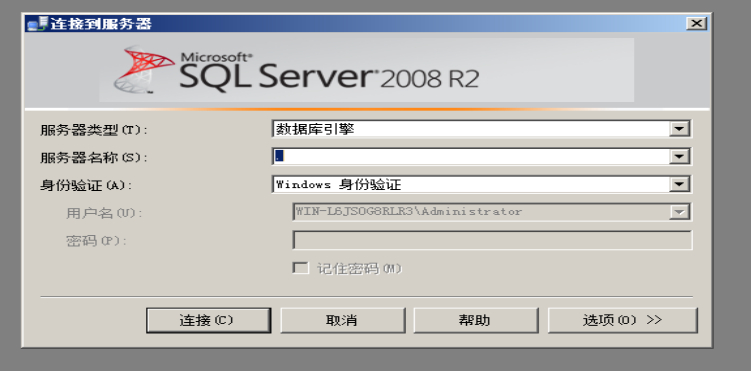 连接到服务器
Microsoft
SQL Server 2008 R2
服务器类型(T):
数据库引擎
服务器名称(S):
.
身份验证(A):
Windows 身份验证
用户名(U):
WIN-L6JSOG8RLR3\Administrator
密码(P):
记住密码(M)
连接(C)
取消
帮助
选项(O) >>